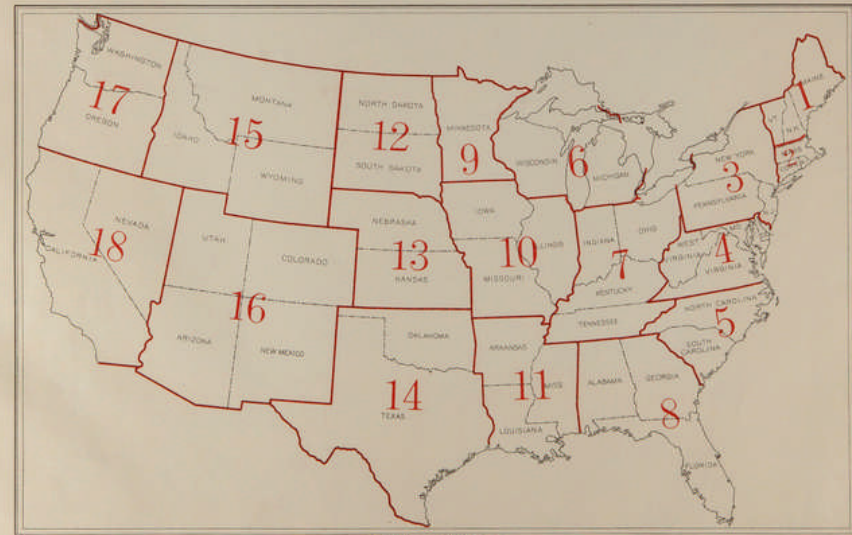 WASHINGTON
17
OREGON
MONTANA
15
IDAHO
WYOMING
NORTH DAKOTA
12
SOUTH DAKOTA
MINNESOTA
9
WISCONSIN
6
MICHIGAN
MAINE
1
VT.
N.H.
2
NEW YORK
3
PENNSYLVANIA
NEVADA
18
CALIFORNIA
UTAH
COLORADO
16
ARIZONA
NEW MEXICO
NEBRASKA
13
KANSAS
IOWA
10
ILLINOIS
MISSOURI
INDIANA
OHIO
7
KENTUCKY
TENNESSEE
WEST
VIRGINIA
MD.
4
VIRGINIA
NORTH CAROLINA
5
SOUTH
CAROLINA
OKLAHOMA
14
TEXAS
ARKANSAS
11
MISS.
LOUISIANA
ALABAMA
GEORGIA
8
FLORIDA